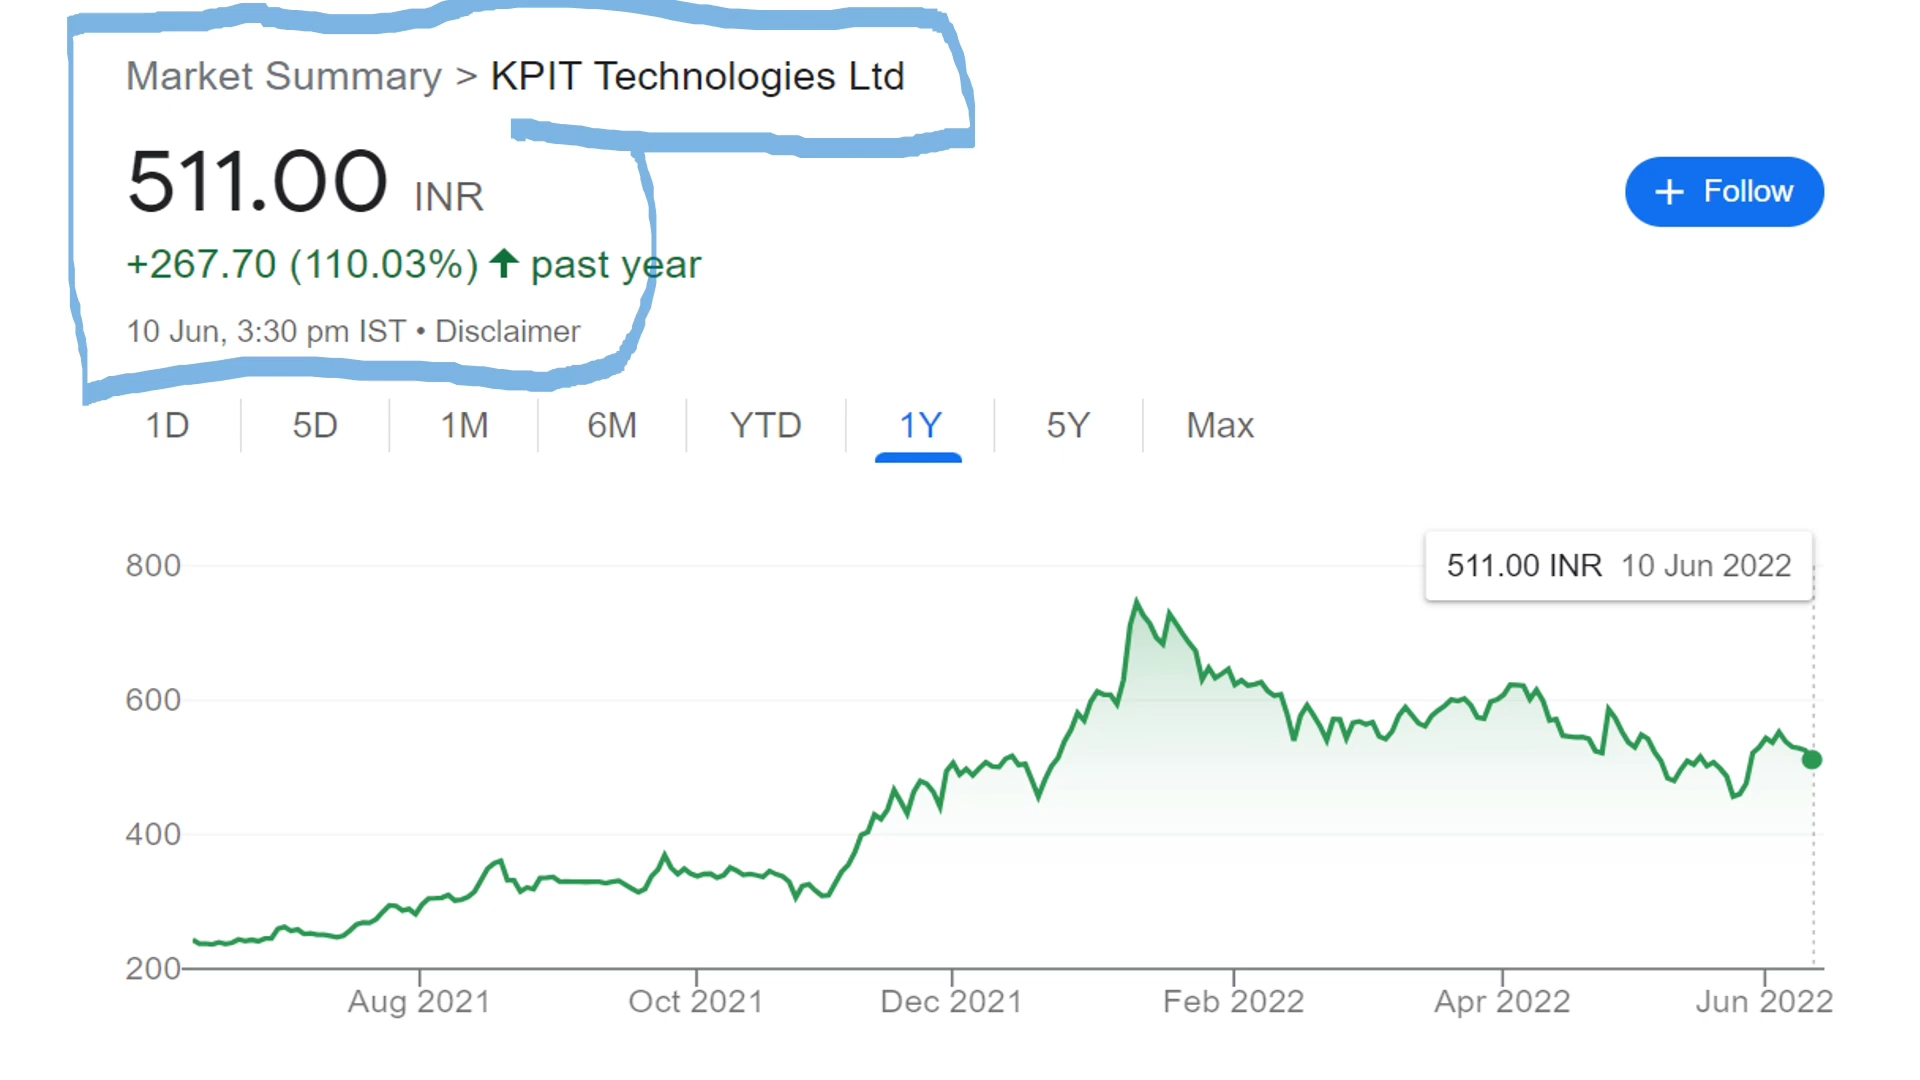 Market Summary > KPIT Technologies Ltd
511.00 INR
+ Follow
+267.70 (110.03%) ↑ past year
10 Jun, 3:30 pm IST • Disclaimer
1D 5D 1M 6M YTD 1Y 5Y Max
511.00 INR 10 Jun 2022
800
600
400
200
Aug 2021 Oct 2021 Dec 2021 Feb 2022 Apr 2022 Jun 2022